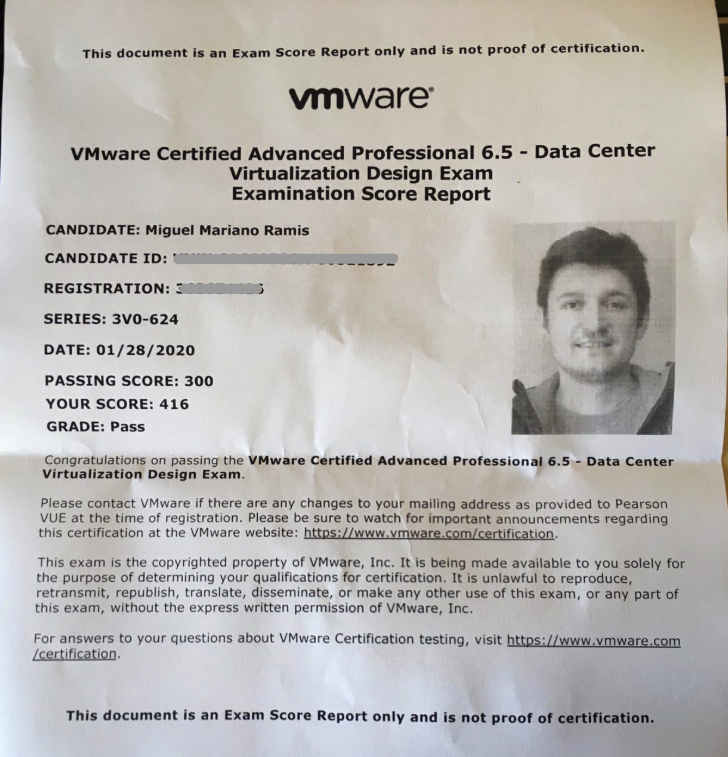 This document is an Exam Score Report only and is not proof of certification.
vmware®
VMware Certified Advanced Professional 6.5 - Data Center
Virtualization Design Exam
Examination Score Report
CANDIDATE: Miguel Mariano Ramis
CANDIDATE ID:
REGISTRATION:
SERIES: 3V0-624
DATE: 01/28/2020
PASSING SCORE: 300
YOUR SCORE: 416
GRADE: Pass
Congratulations on passing the VMware Certified Advanced Professional 6.5 - Data Center
Virtualization Design Exam.
Please contact VMware if there are any changes to your mailing address as provided to Pearson
VUE at the time of registration. Please be sure to watch for important announcements regarding
this certification at the VMware website: https://www.vmware.com/certification.
This exam is the copyrighted property of VMware, Inc. It is being made available to you solely for
the purpose of determining your qualifications for certification. It is unlawful to reproduce,
retransmit, republish, translate, disseminate, or make any other use of this exam, or any part of
this exam, without the express written permission of VMware, Inc.
For answers to your questions about VMware Certification testing, visit https://www.vmware.com
/certification.
This document is an Exam Score Report only and is not proof of certification.